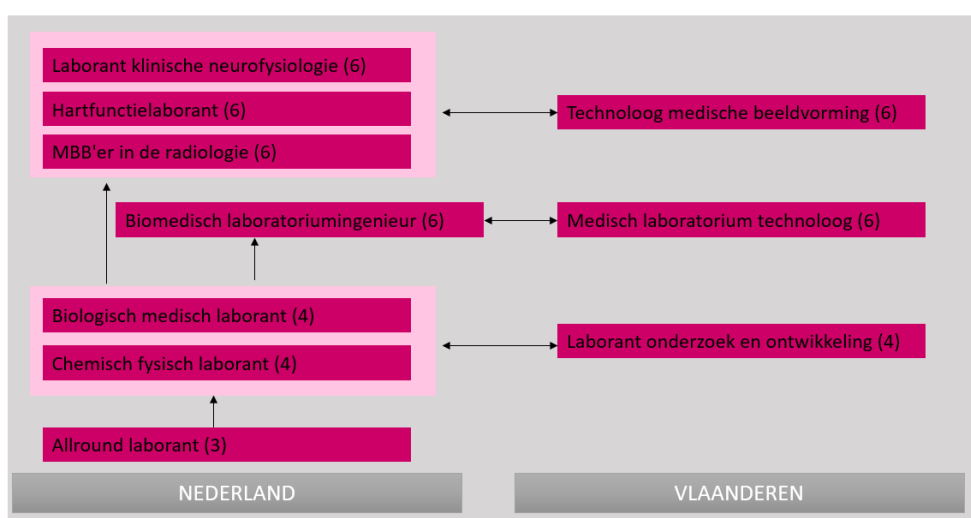 Laborant klinische neurofysiologie (6)
Hartfunctielaborant (6)
MBB'er in de radiologie (6)
Technoloog medische beeldvorming (6)
Biomedisch laboratoriumingenieur (6)
Medisch laboratorium technoloog (6)
Biologisch medisch laborant (4)
Chemisch fysisch laborant (4)
Laborant onderzoek en ontwikkeling (4)
Allround laborant (3)
NEDERLAND
VLAANDEREN